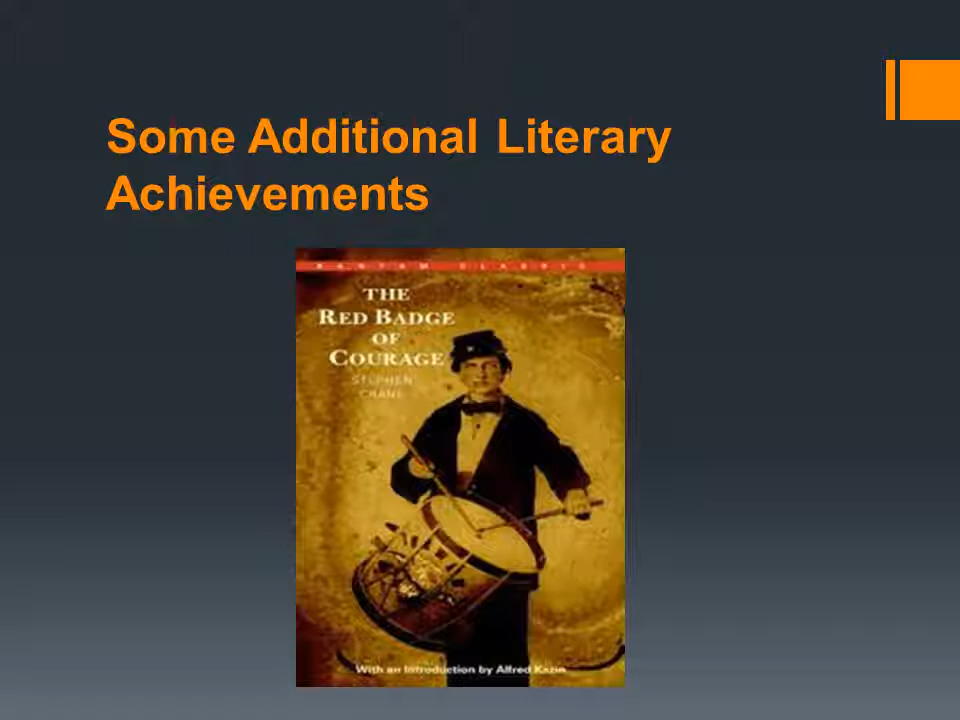 Some Additional Literary
Achievements
BANTAM CLASSIC
THE
RED BADGE
OF
COURAGE
STEPHEN
CRANE
With an Introduction by Alfred Kazin